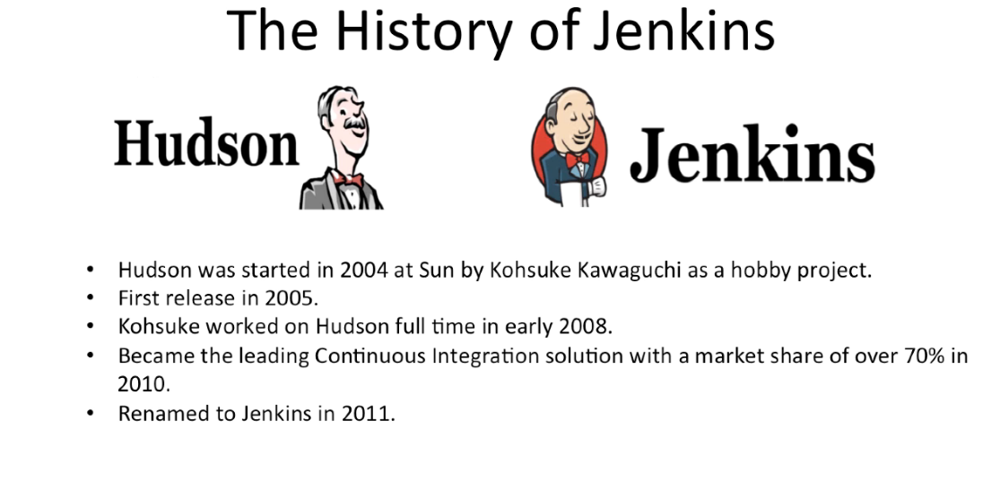 The History of Jenkins
Hudson
Jenkins
• Hudson was started in 2004 at Sun by Kohsuke Kawaguchi as a hobby project.
• First release in 2005.
• Kohsuke worked on Hudson full time in early 2008.
• Became the leading Continuous Integration solution with a market share of over 70% in
2010.
• Renamed to Jenkins in 2011.